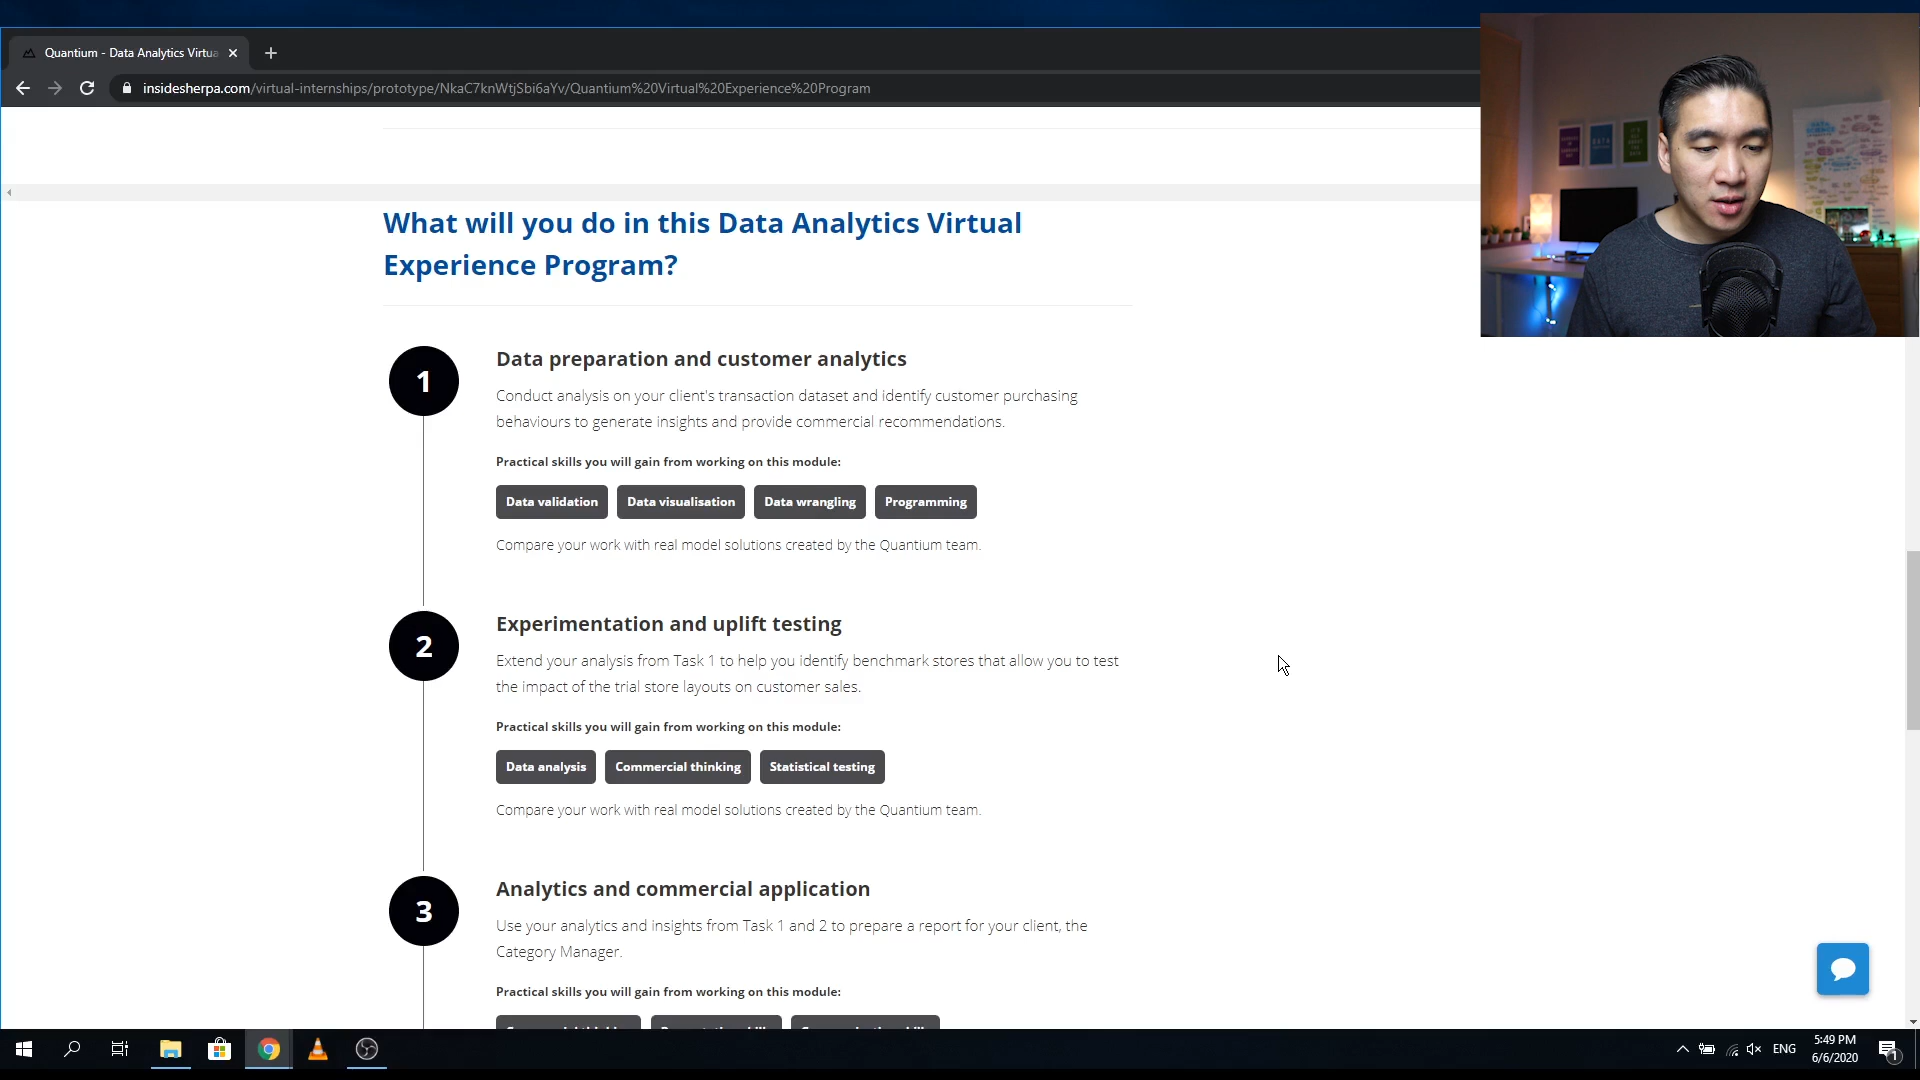 Quantium - Data Analytics Virtua
insidesherpa.com/virtual-internships/prototype/NkaC7knWtjSbi6aYv/Quantium%20Virtual%20Experience%20Program
What will you do in this Data Analytics Virtual
Experience Program?
1
Data preparation and customer analytics
Conduct analysis on your client's transaction dataset and identify customer purchasing
behaviours to generate insights and provide commercial recommendations.
Practical skills you will gain from working on this module:
Data validation Data visualisation Data wrangling Programming
Compare your work with real model solutions created by the Quantium team.
2
Experimentation and uplift testing
Extend your analysis from Task 1 to help you identify benchmark stores that allow you to test
the impact of the trial store layouts on customer sales.
Practical skills you will gain from working on this module:
Data analysis Commercial thinking Statistical testing
Compare your work with real model solutions created by the Quantium team.
3
Analytics and commercial application
Use your analytics and insights from Task 1 and 2 to prepare a report for your client, the
Category Manager.
Practical skills you will gain from working on this module:
ENG
5:49 PM
6/6/2020
1